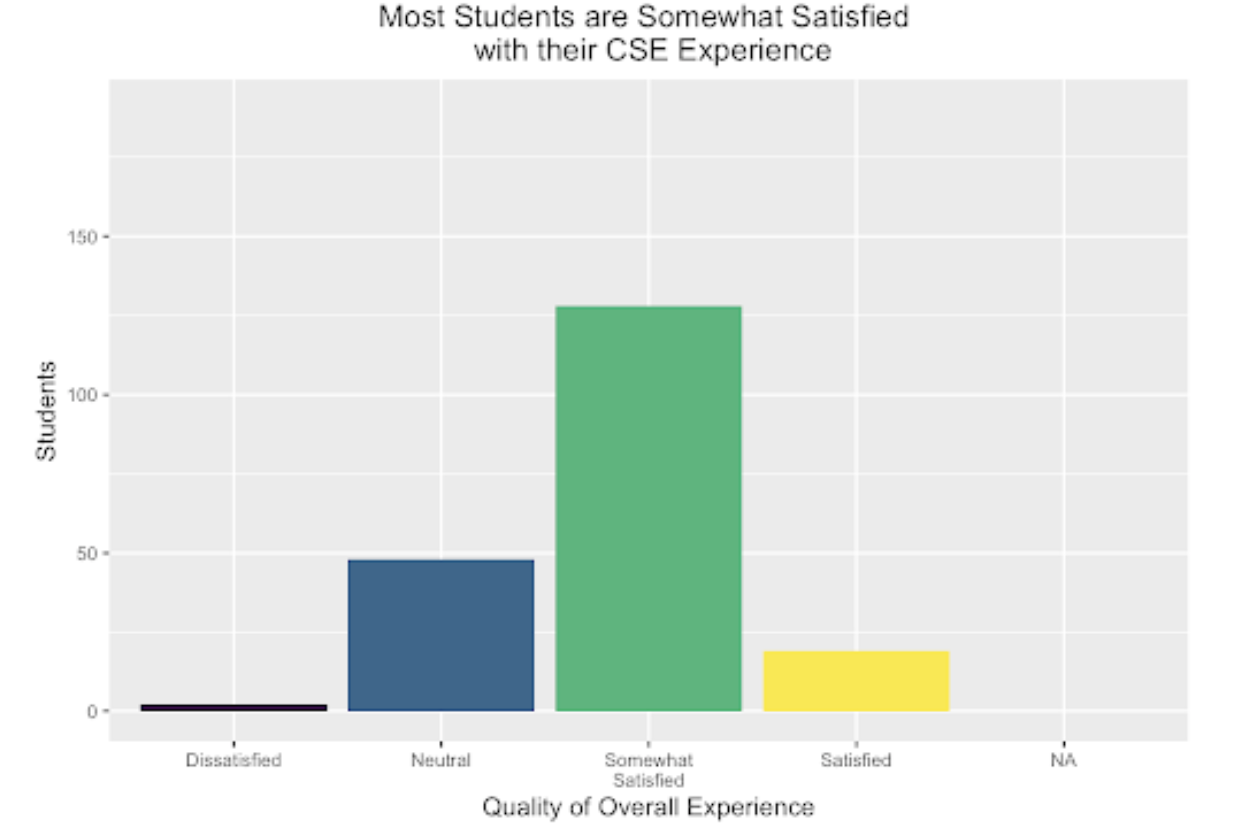 Most Students are Somewhat Satisfied
with their CSE Experience
150
100
50
0
Students
Dissatisfied
Neutral
Somewhat
Satisfied
Satisfied
NA
Quality of Overall Experience